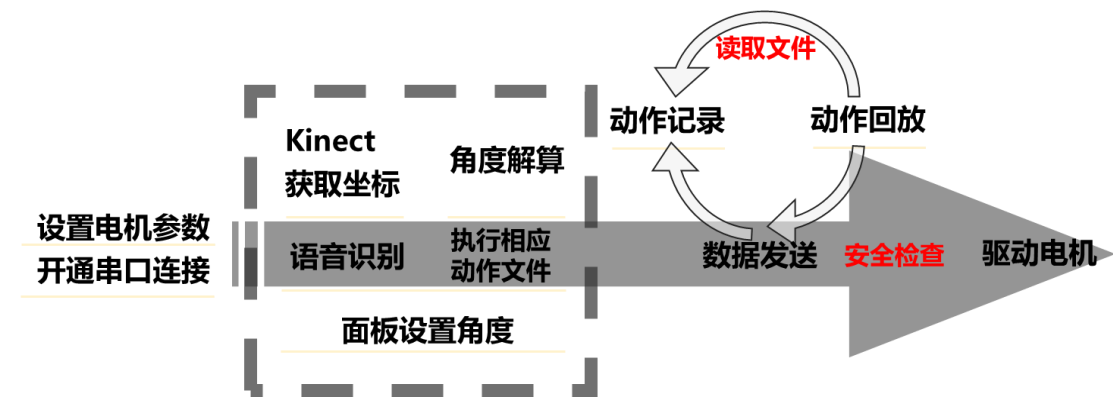 读取文件
动作记录
动作回放
Kinect
获取坐标
角度解算
设置电机参数
开通串口连接
语音识别
执行相应
动作文件
数据发送
安全检查
驱动电机
面板设置角度